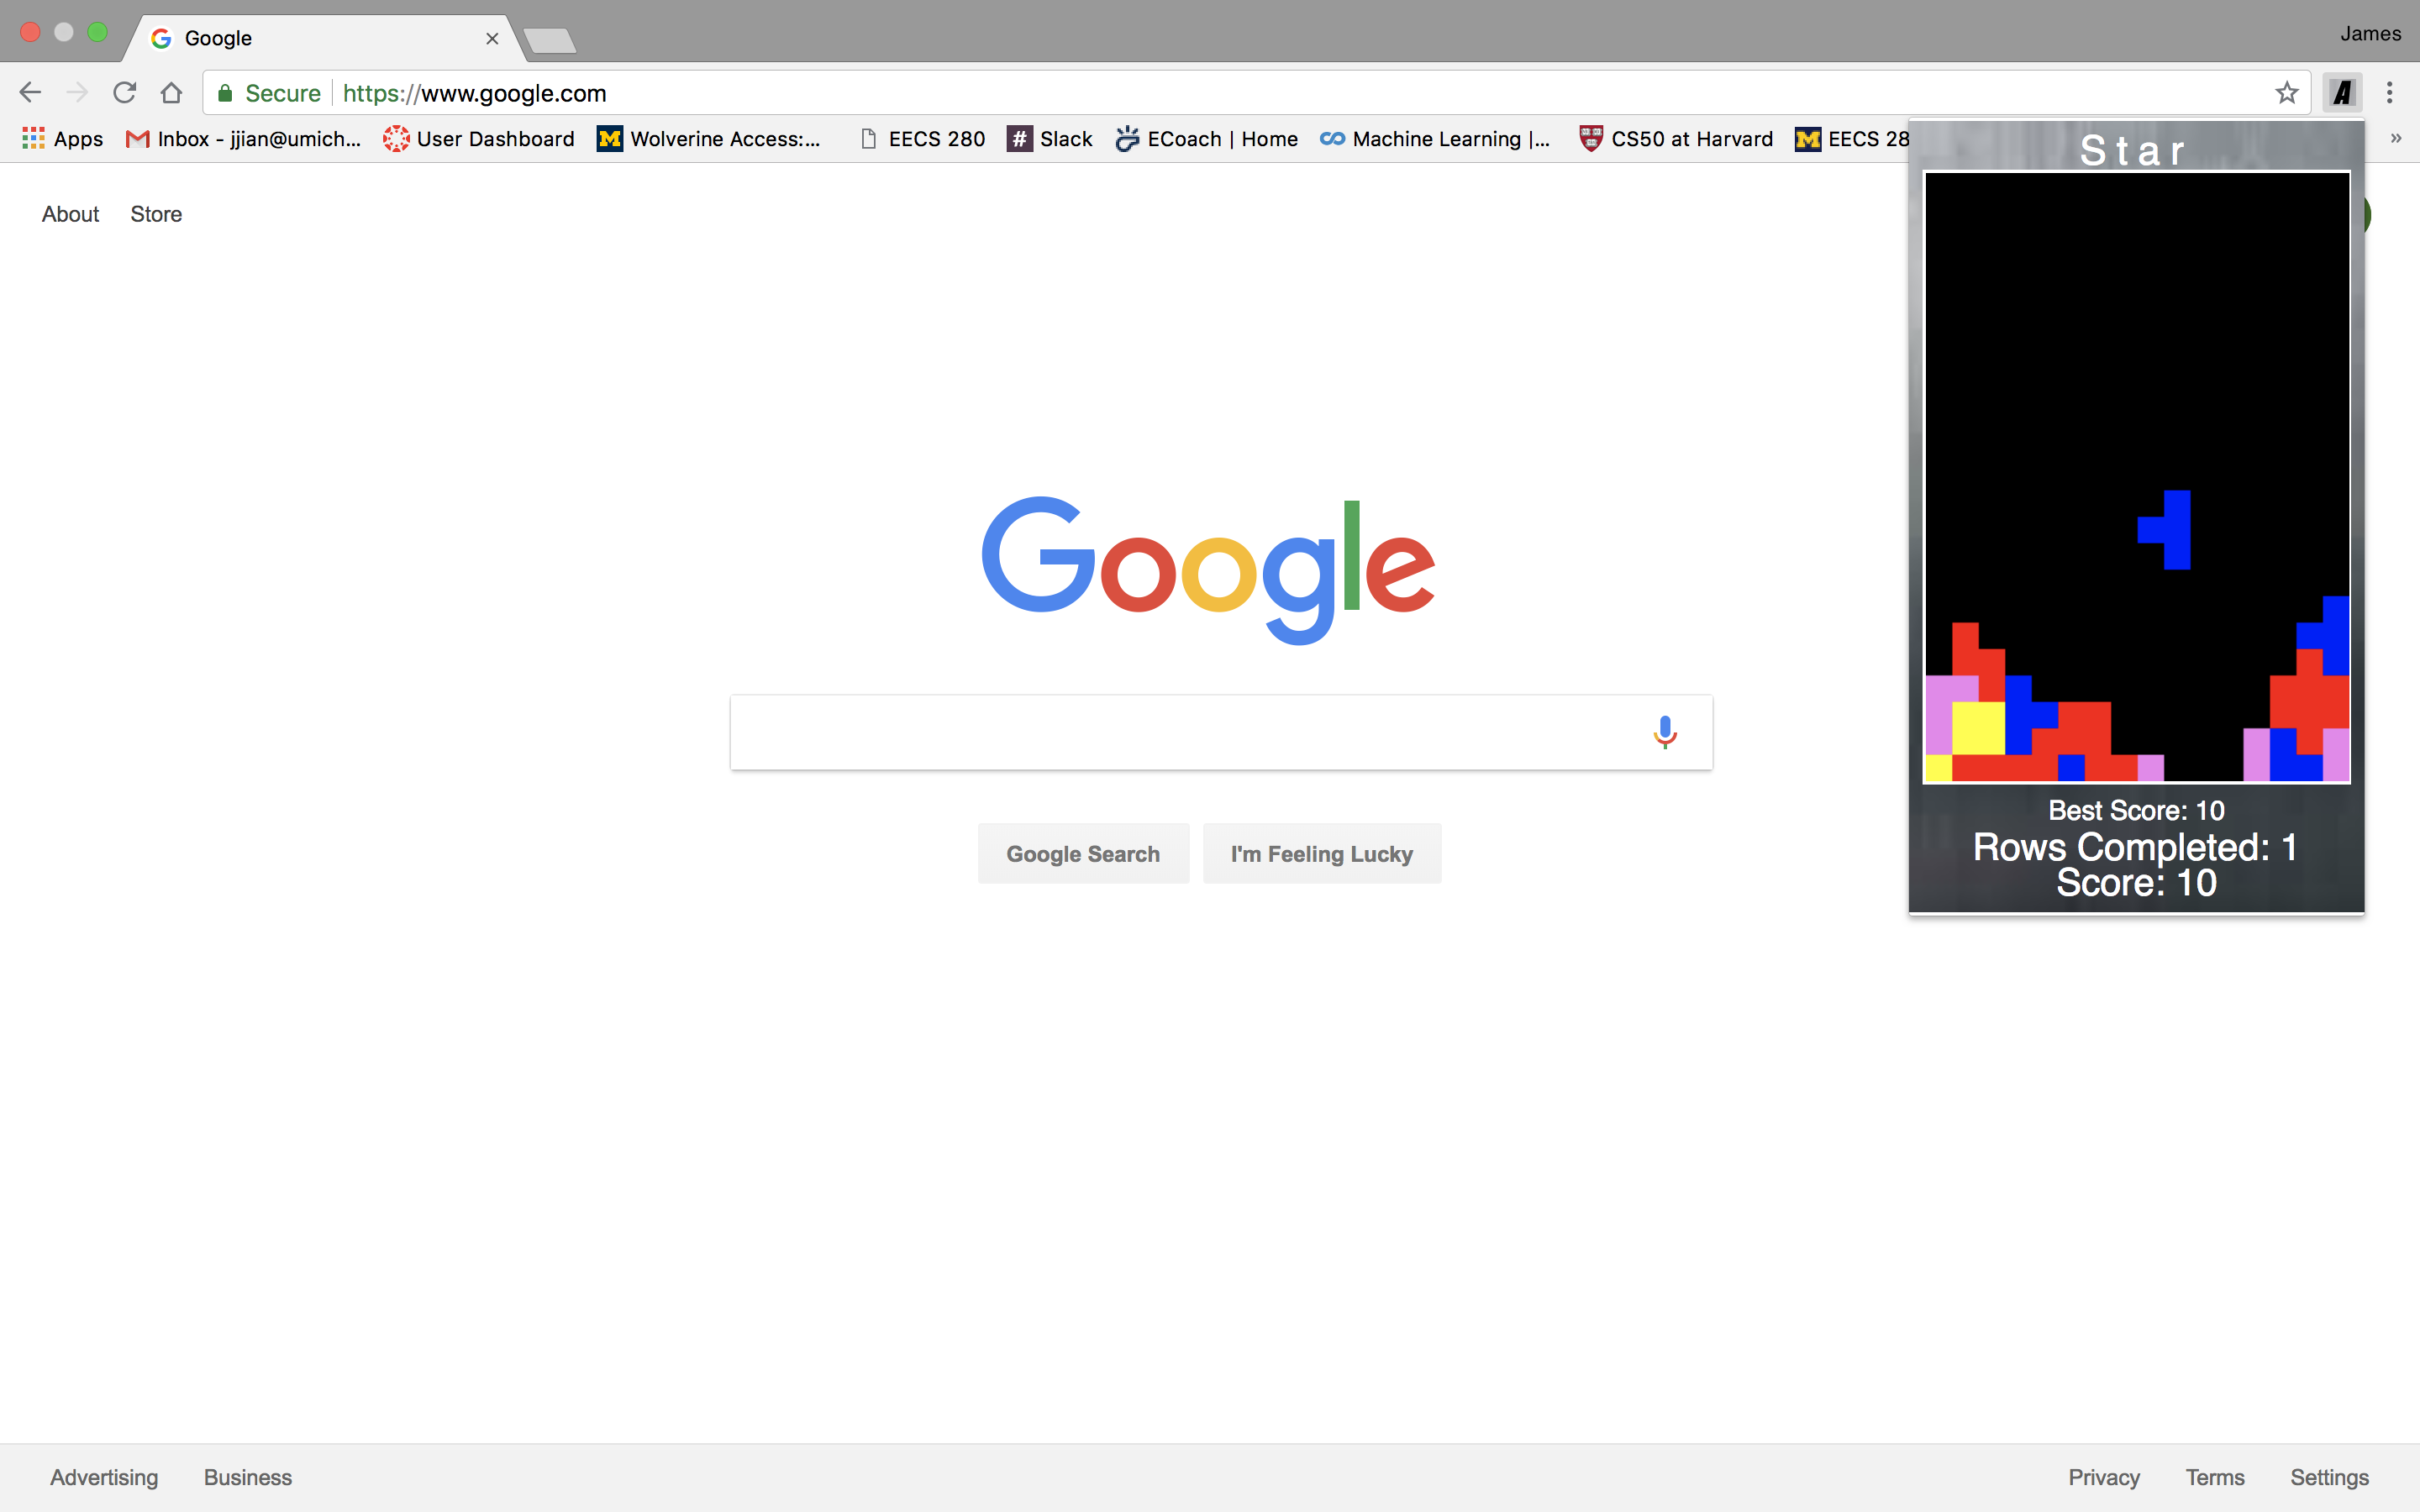 Google
James
Secure https://www.google.com
Apps Inbox - jjian@umich... User Dashboard M Wolverine Access:... EECS 280 # Slack ECoach | Home Machine Learning |... CS50 at Harvard M EECS 28 »
Star
About Store
Google
Google Search I'm Feeling Lucky
Best Score: 10
Rows Completed: 1
Score: 10
Advertising Business Privacy Terms Settings